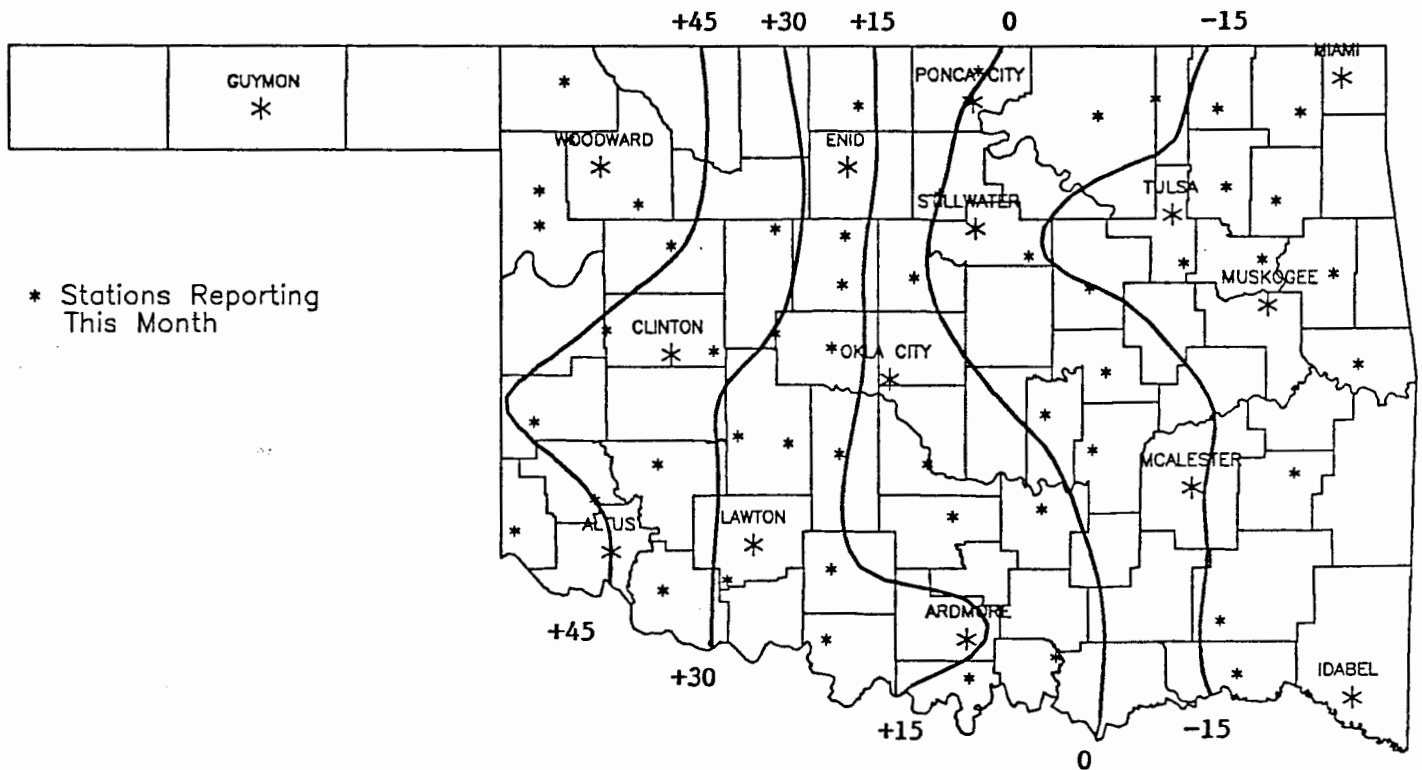 +45 +30 +15 0 -15
MIAMI
GUYMON
PONCA CITY
WOODWARD
ENID
TULSA
STILLWATER
MUSKOGEE
* Stations Reporting
This Month
CLINTON
OKLA CITY
MCALESTER
ALTUS
LAWTON
ARDMORE
+45
IDABEL
+30
+15
-15
0